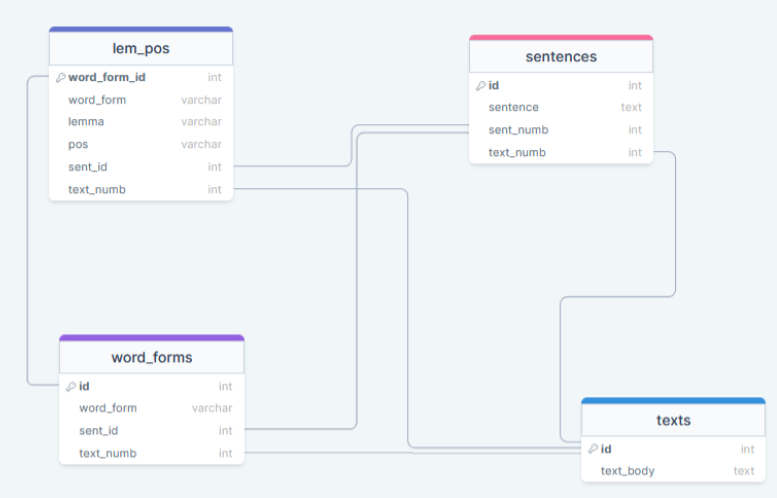 lem_pos
word_form_id int
word_form varchar
lemma varchar
pos varchar
sent_id int
text_numb int
sentences
id int
sentence text
sent_numb int
text_numb int
word_forms
id int
word_form varchar
sent_id int
text_numb int
texts
id int
text_body text